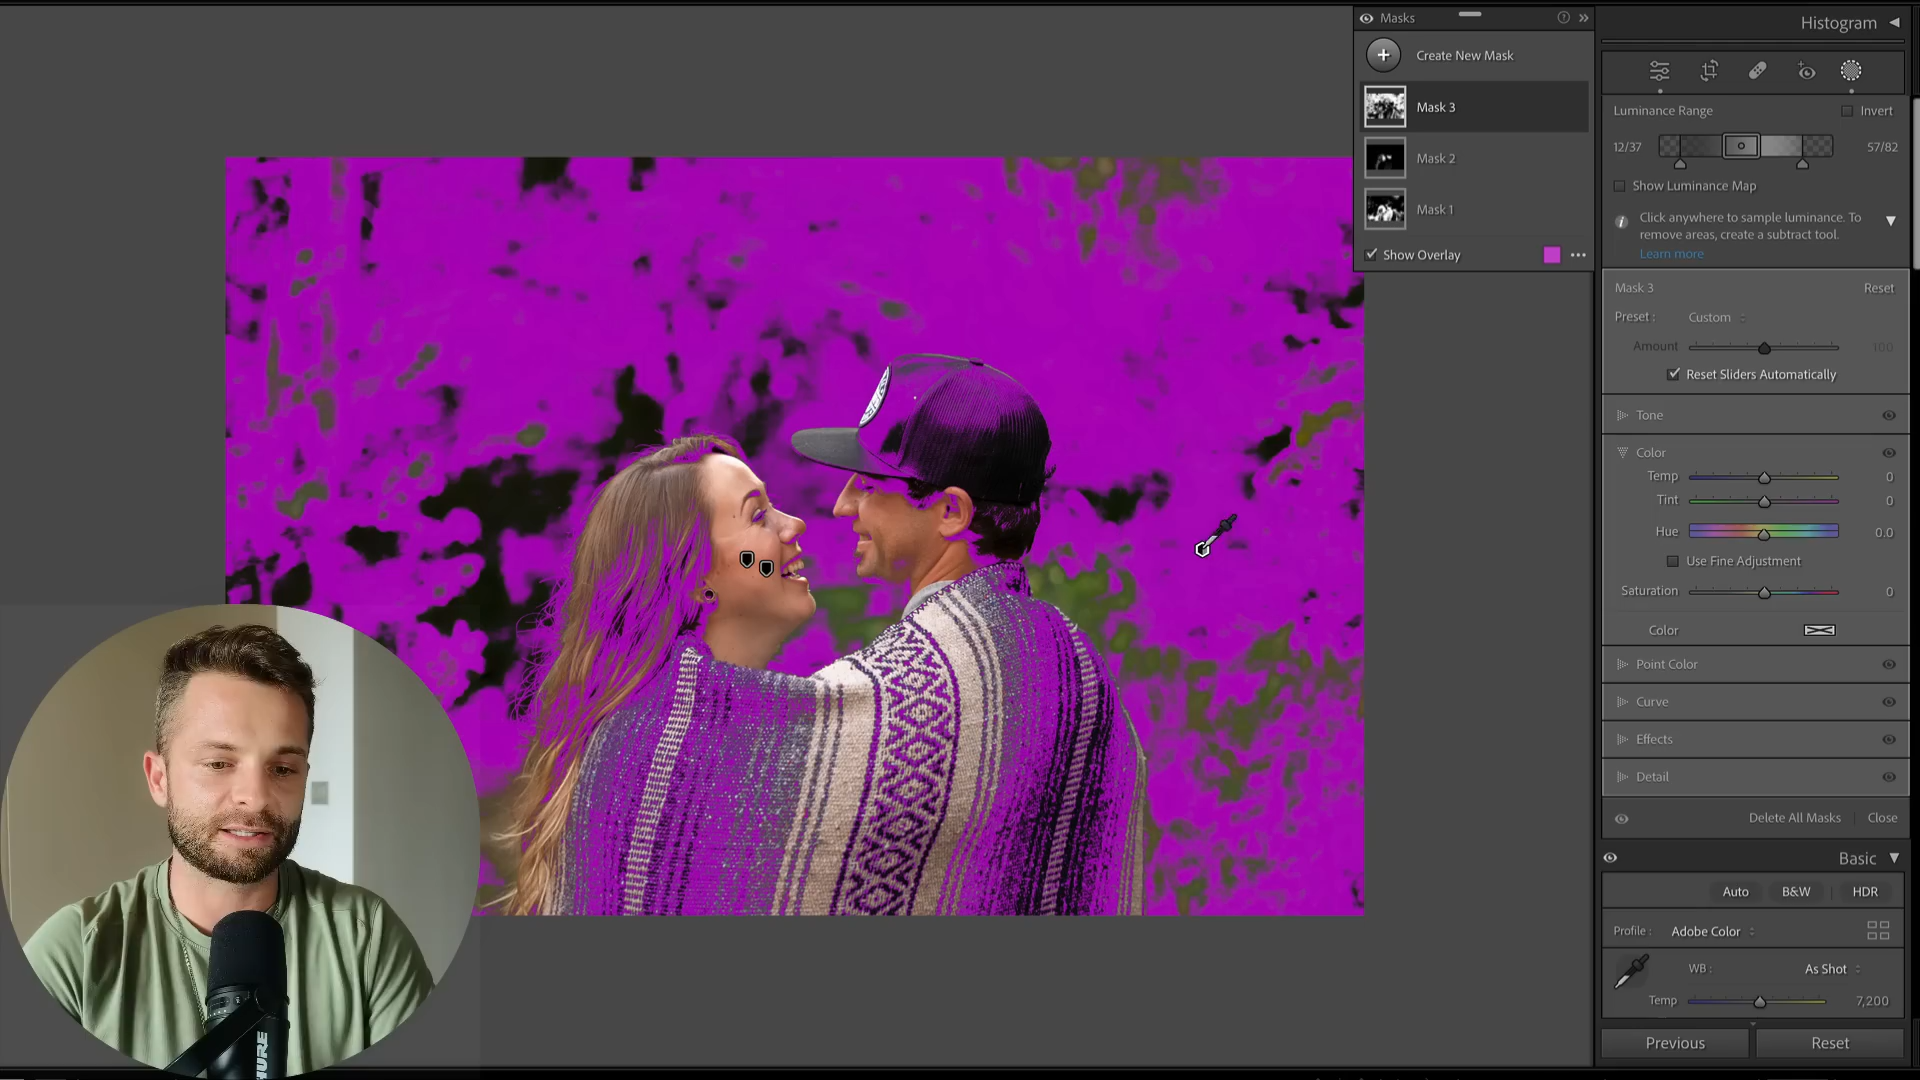 Masks
Create New Mask
Mask 3
Mask 2
Mask 1
Show Overlay
Histogram
Luminance Range
Invert
12/37
57/82
Show Luminance Map
Click anywhere to sample luminance. To
remove areas, create a subtract tool.
Learn more
Mask 3
Reset
Preset :
Custom
Amount
100
Reset Sliders Automatically
Tone
Color
Temp
0
Tint
0
Hue
0.0
Use Fine Adjustment
Saturation
0
Color
Point Color
Curve
Effects
Detail
Delete All Masks
Close
Basic
Auto
B&W
HDR
Profile :
Adobe Color
WB :
As Shot
Temp
7,200
Previous
Reset
SHURE